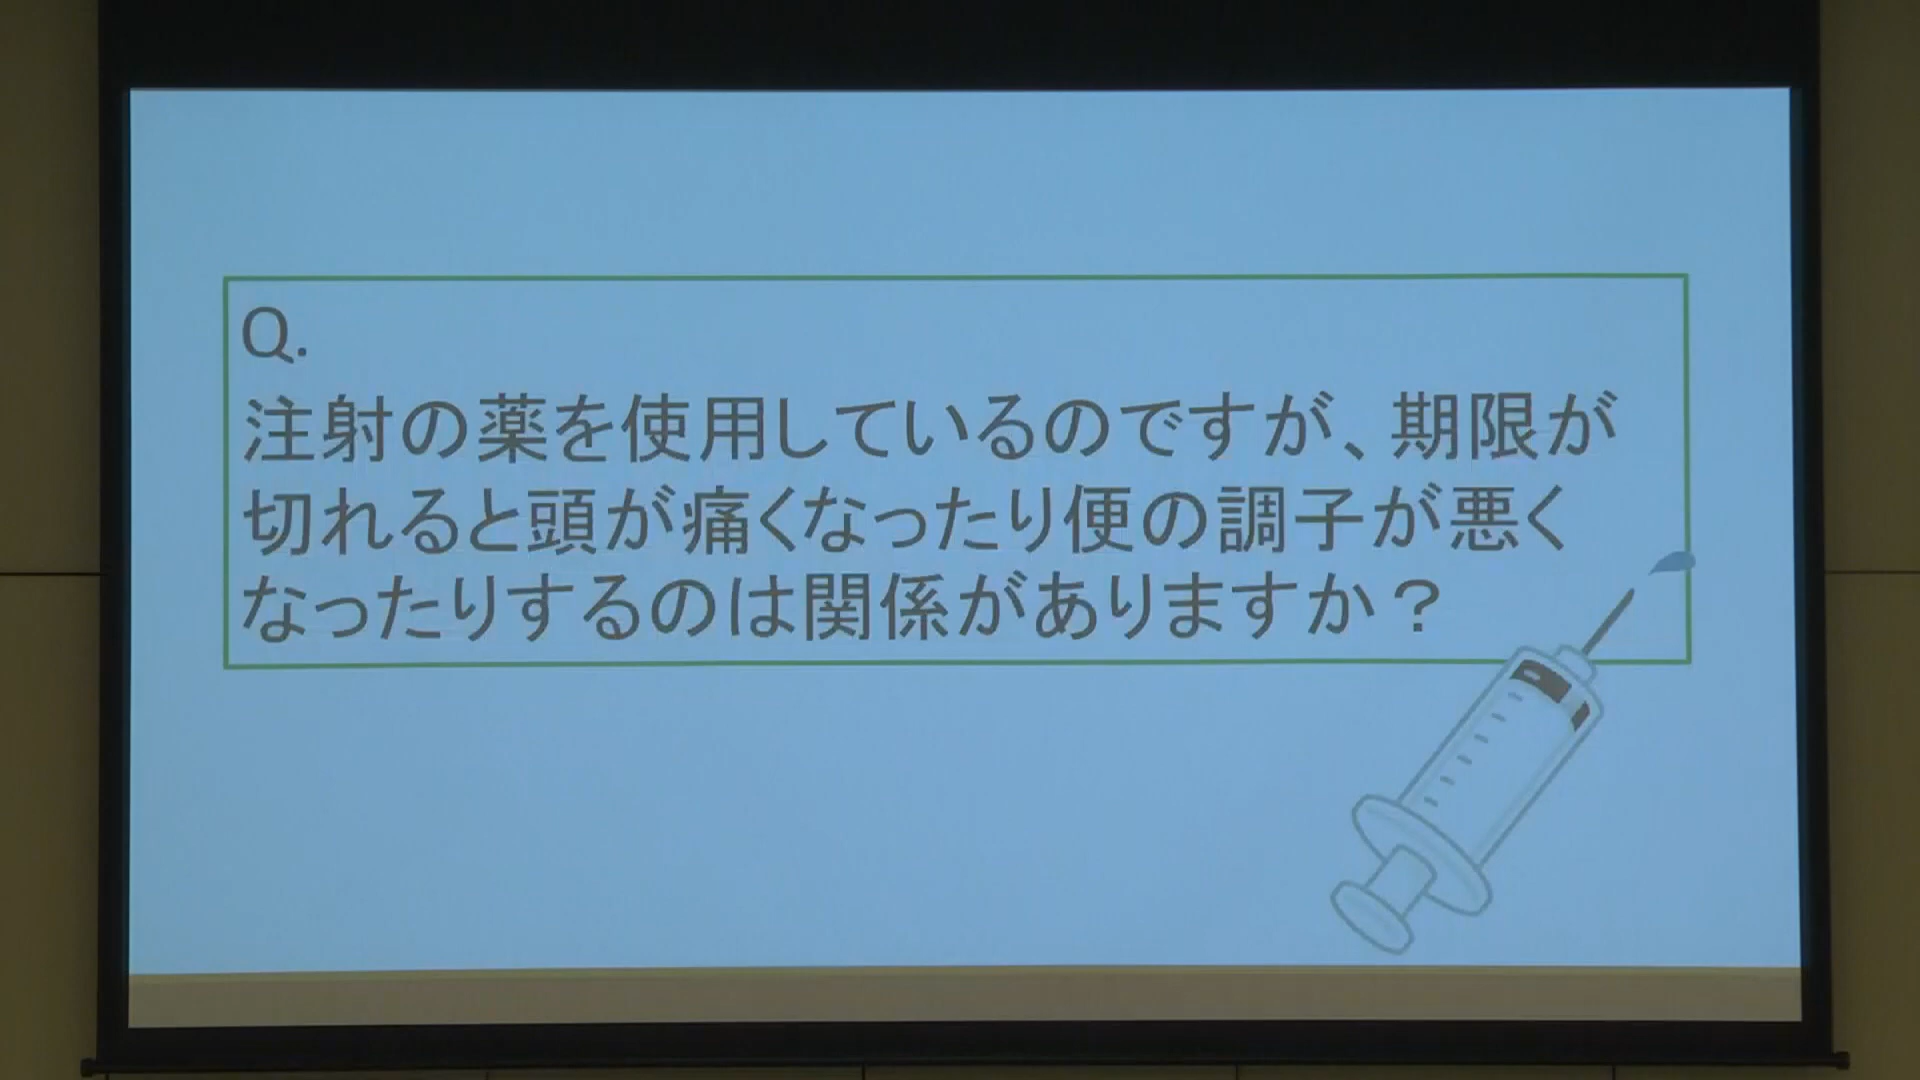 Q.
注射の薬を使用しているのですが、期限が
切れると頭が痛くなったり便の調子が悪く
なったりするのは関係がありますか？